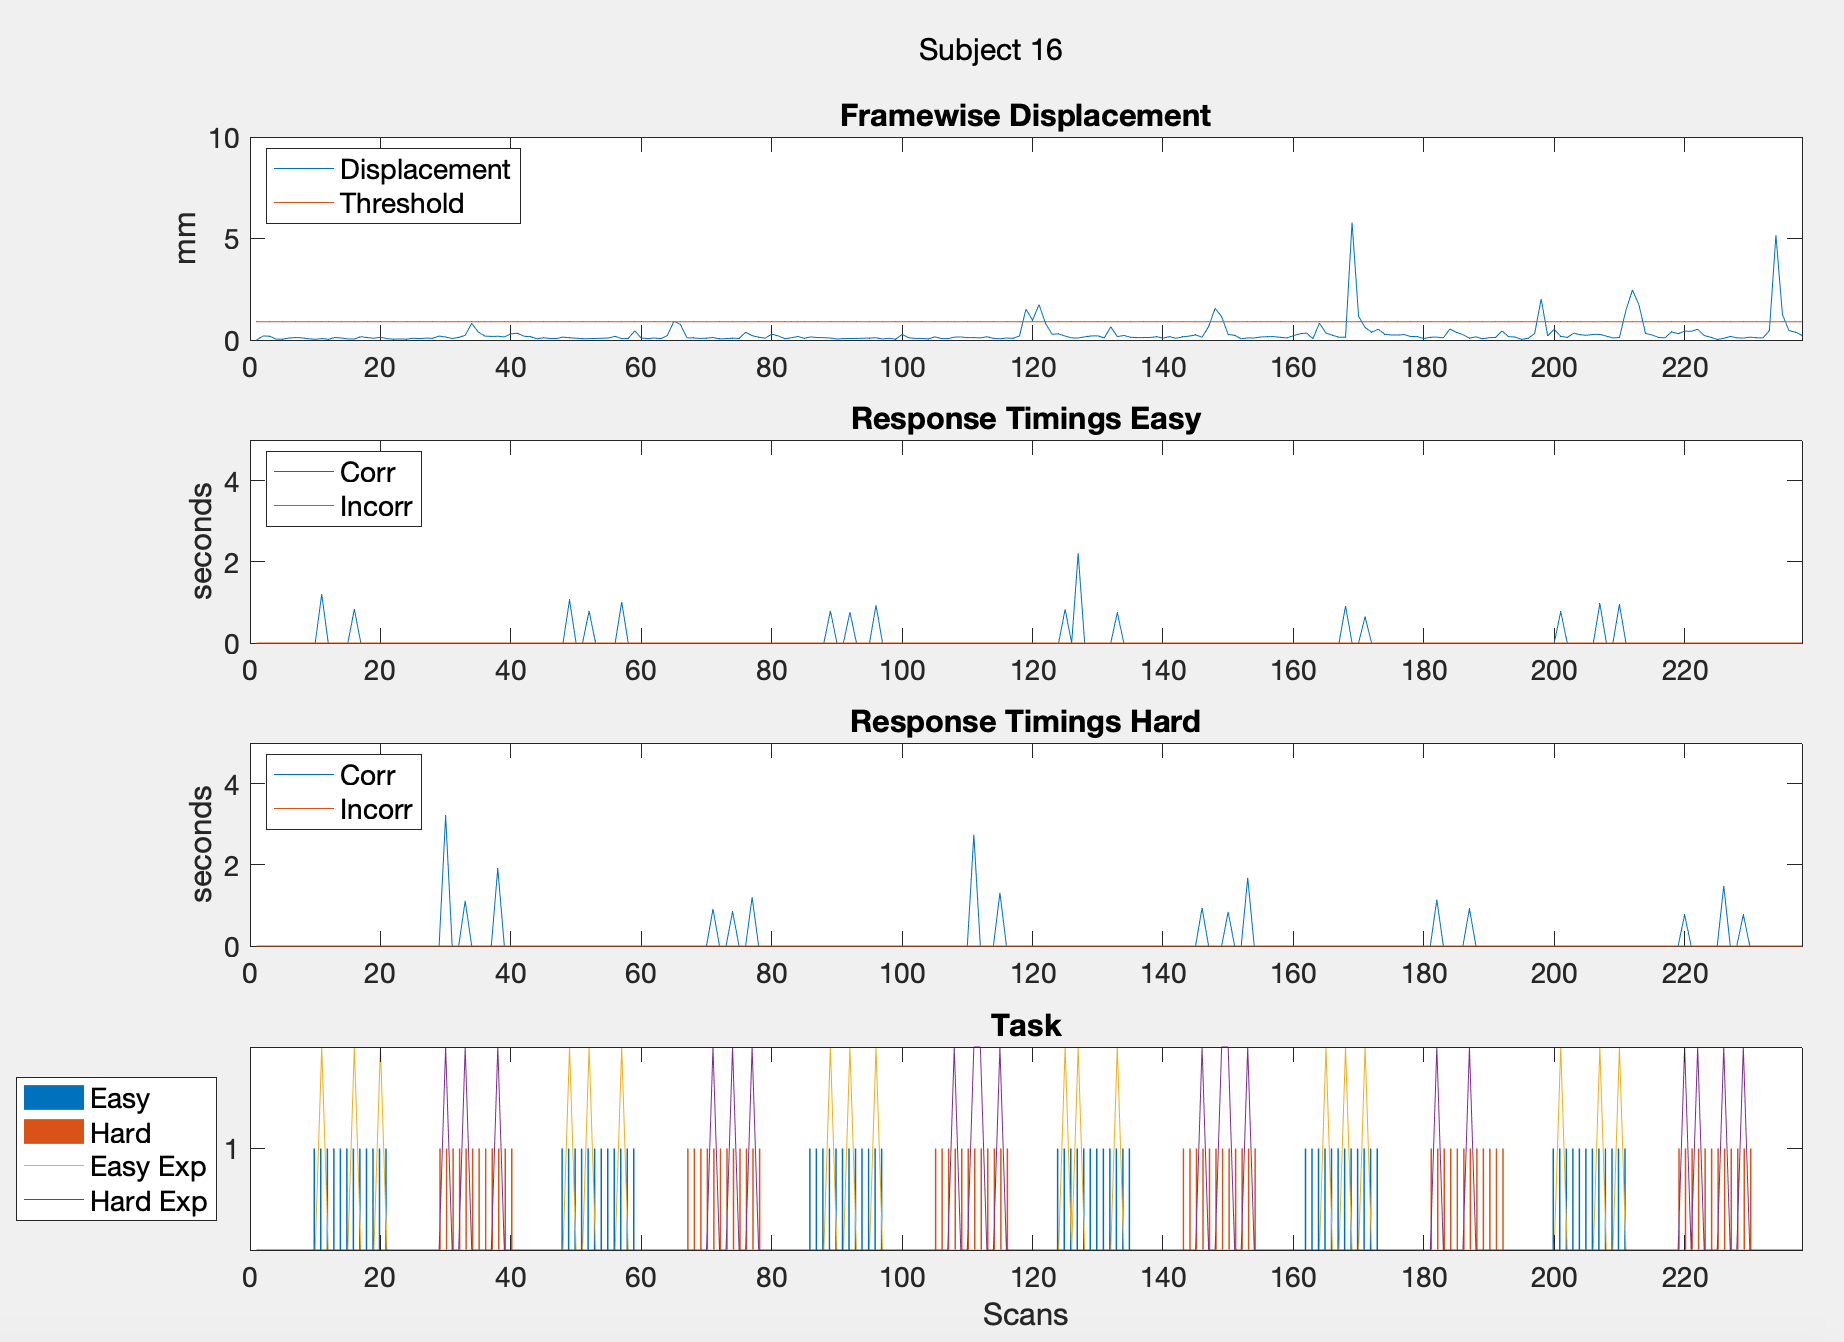 Subject 16
Framewise Displacement
10
5
0
mm
Displacement
Threshold
0 20 40 60 80 100 120 140 160 180 200 220
Response Timings Easy
4
2
0
seconds
Corr
Incorr
0 20 40 60 80 100 120 140 160 180 200 220
Response Timings Hard
4
2
0
seconds
Corr
Incorr
0 20 40 60 80 100 120 140 160 180 200 220
Task
1
Easy
Hard
Easy Exp
Hard Exp
0 20 40 60 80 100 120 140 160 180 200 220
Scans